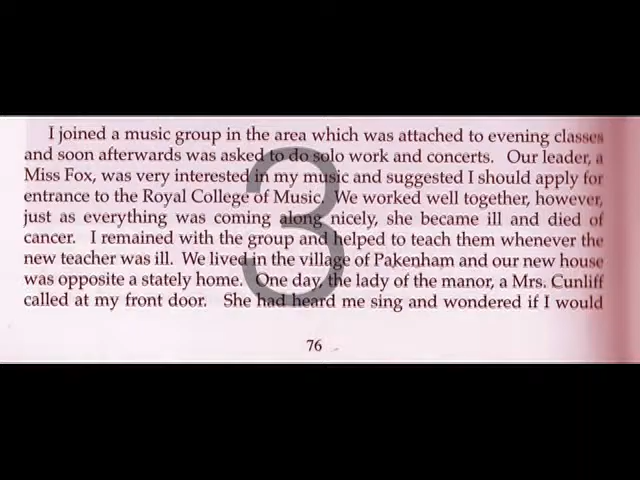 I joined a music group in the area which was attached to evening classes
and soon afterwards was asked to do solo work and concerts. Our leader, a
Miss Fox, was very interested in my music and suggested I should apply for
entrance to the Royal College of Music. We worked well together, however,
just as everything was coming along nicely, she became ill and died of
cancer. I remained with the group and helped to teach them whenever the
new teacher was ill. We lived in the village of Pakenham and our new house
was opposite a stately home. One day, the lady of the manor, a Mrs. Cunliff
called at my front door. She had heard me sing and wondered if I would
3
76